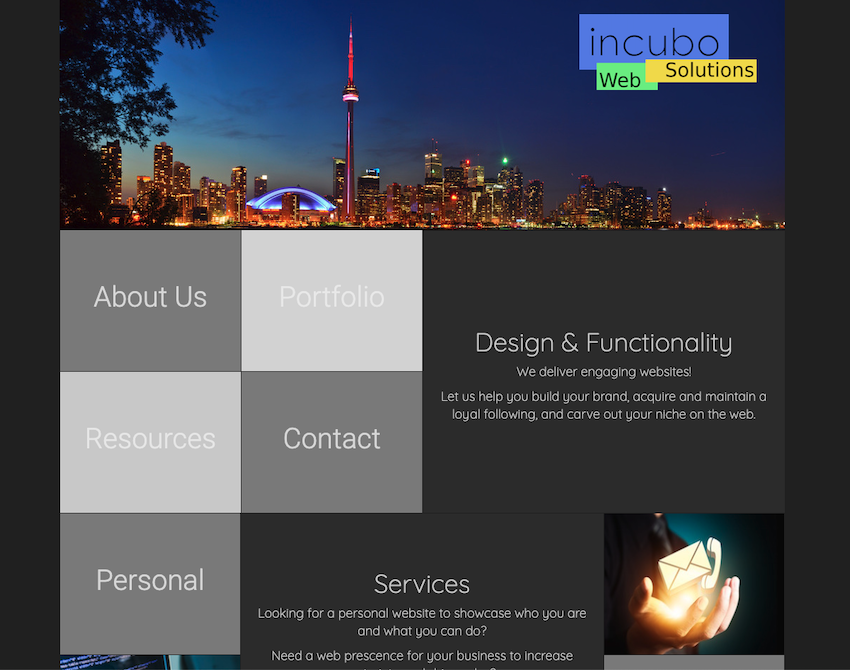 incubo
Web Solutions
About Us
Portfolio
Design & Functionality
We deliver engaging websites!
Let us help you build your brand, acquire and maintain a
loyal following, and carve out your niche on the web.
Resources
Contact
Personal
Services
Looking for a personal website to showcase who you are
and what you can do?
Need a web prescence for your business to increase